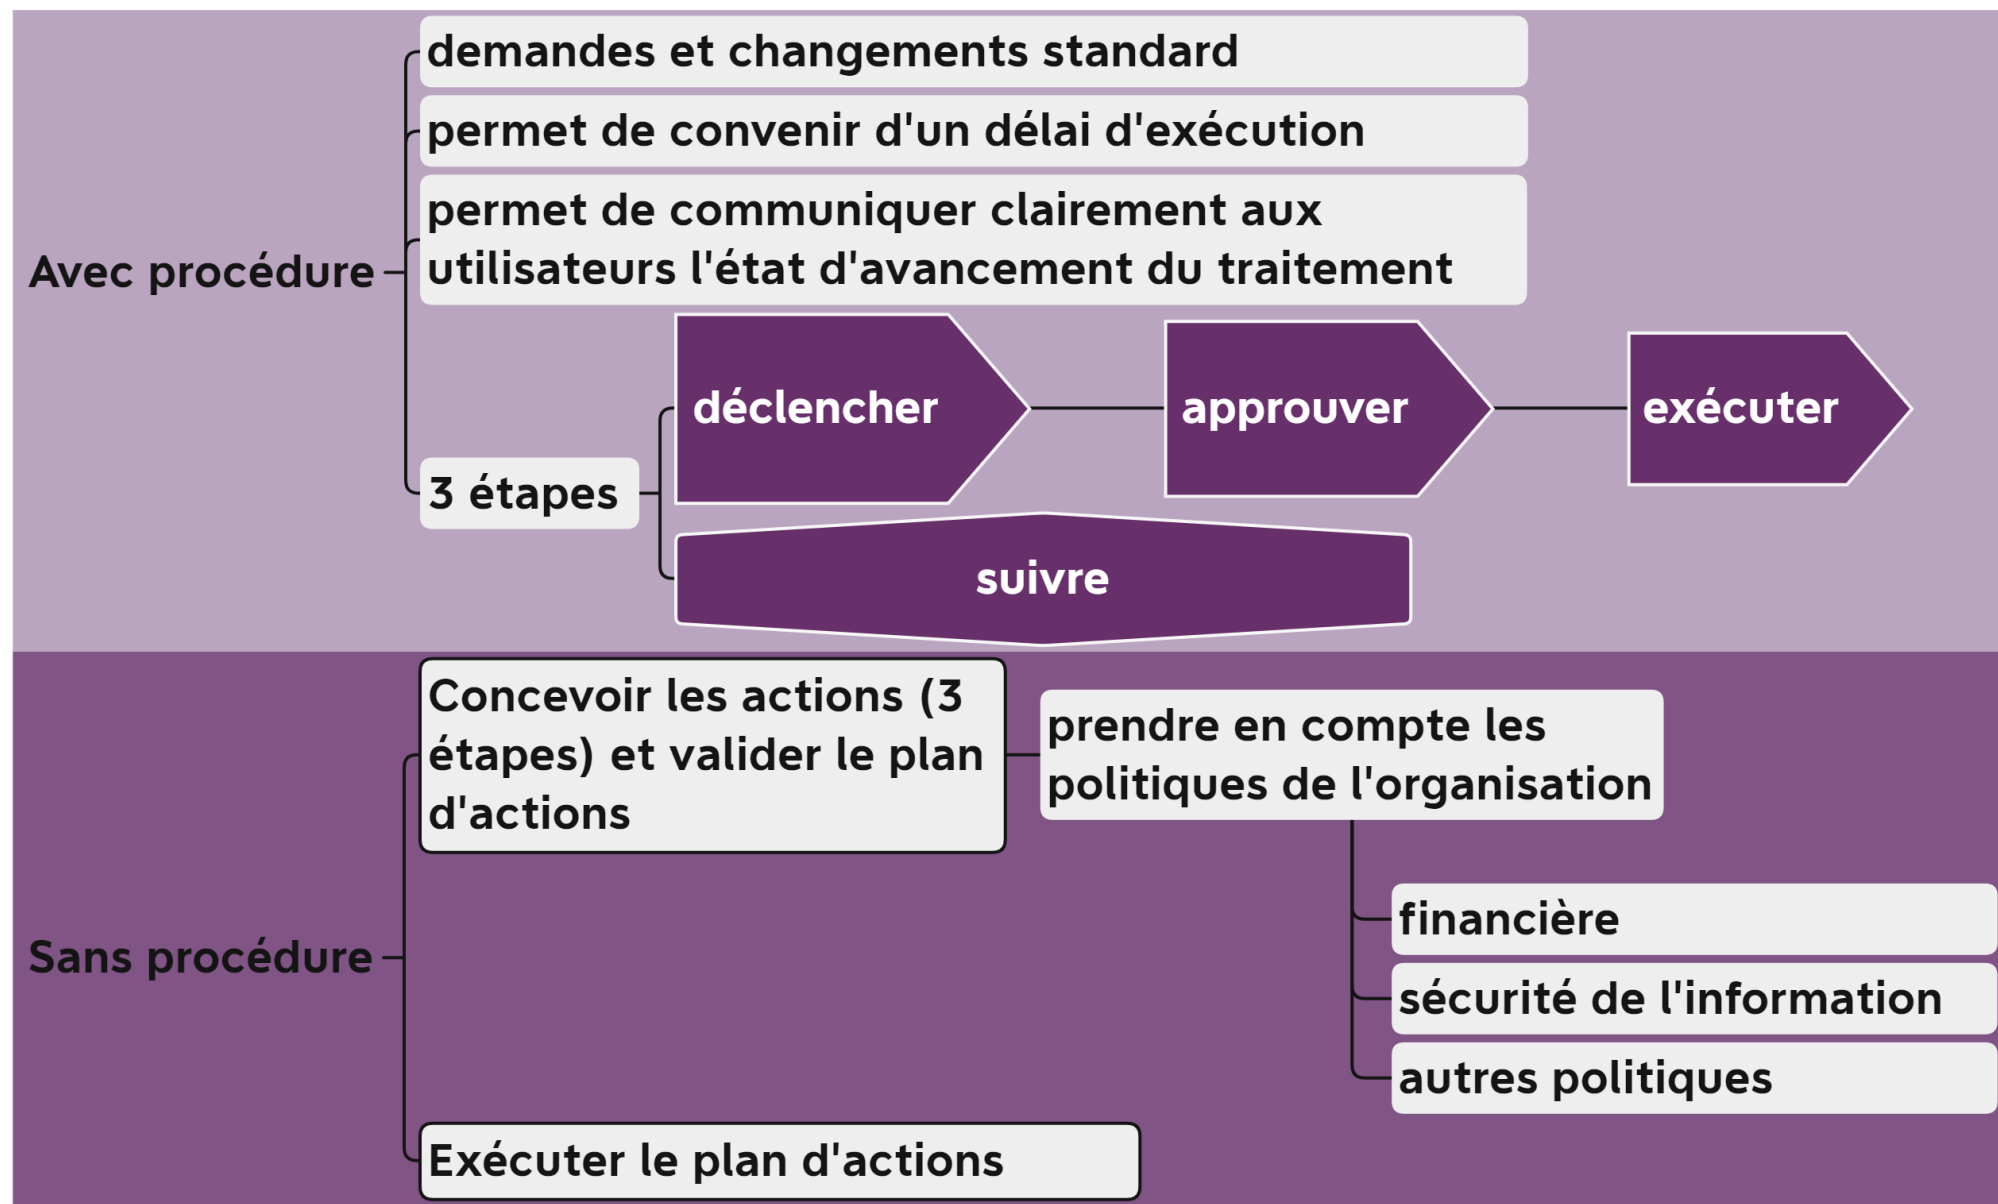 Avec procédure
demandes et changements standard
permet de convenir d'un délai d'exécution
permet de communiquer clairement aux
utilisateurs l'état d'avancement du traitement
3 étapes
déclencher
approuver
exécuter
suivre
Sans procédure
Concevoir les actions (3
étapes) et valider le plan
d'actions
prendre en compte les
politiques de l'organisation
financière
sécurité de l'information
autres politiques
Exécuter le plan d'actions